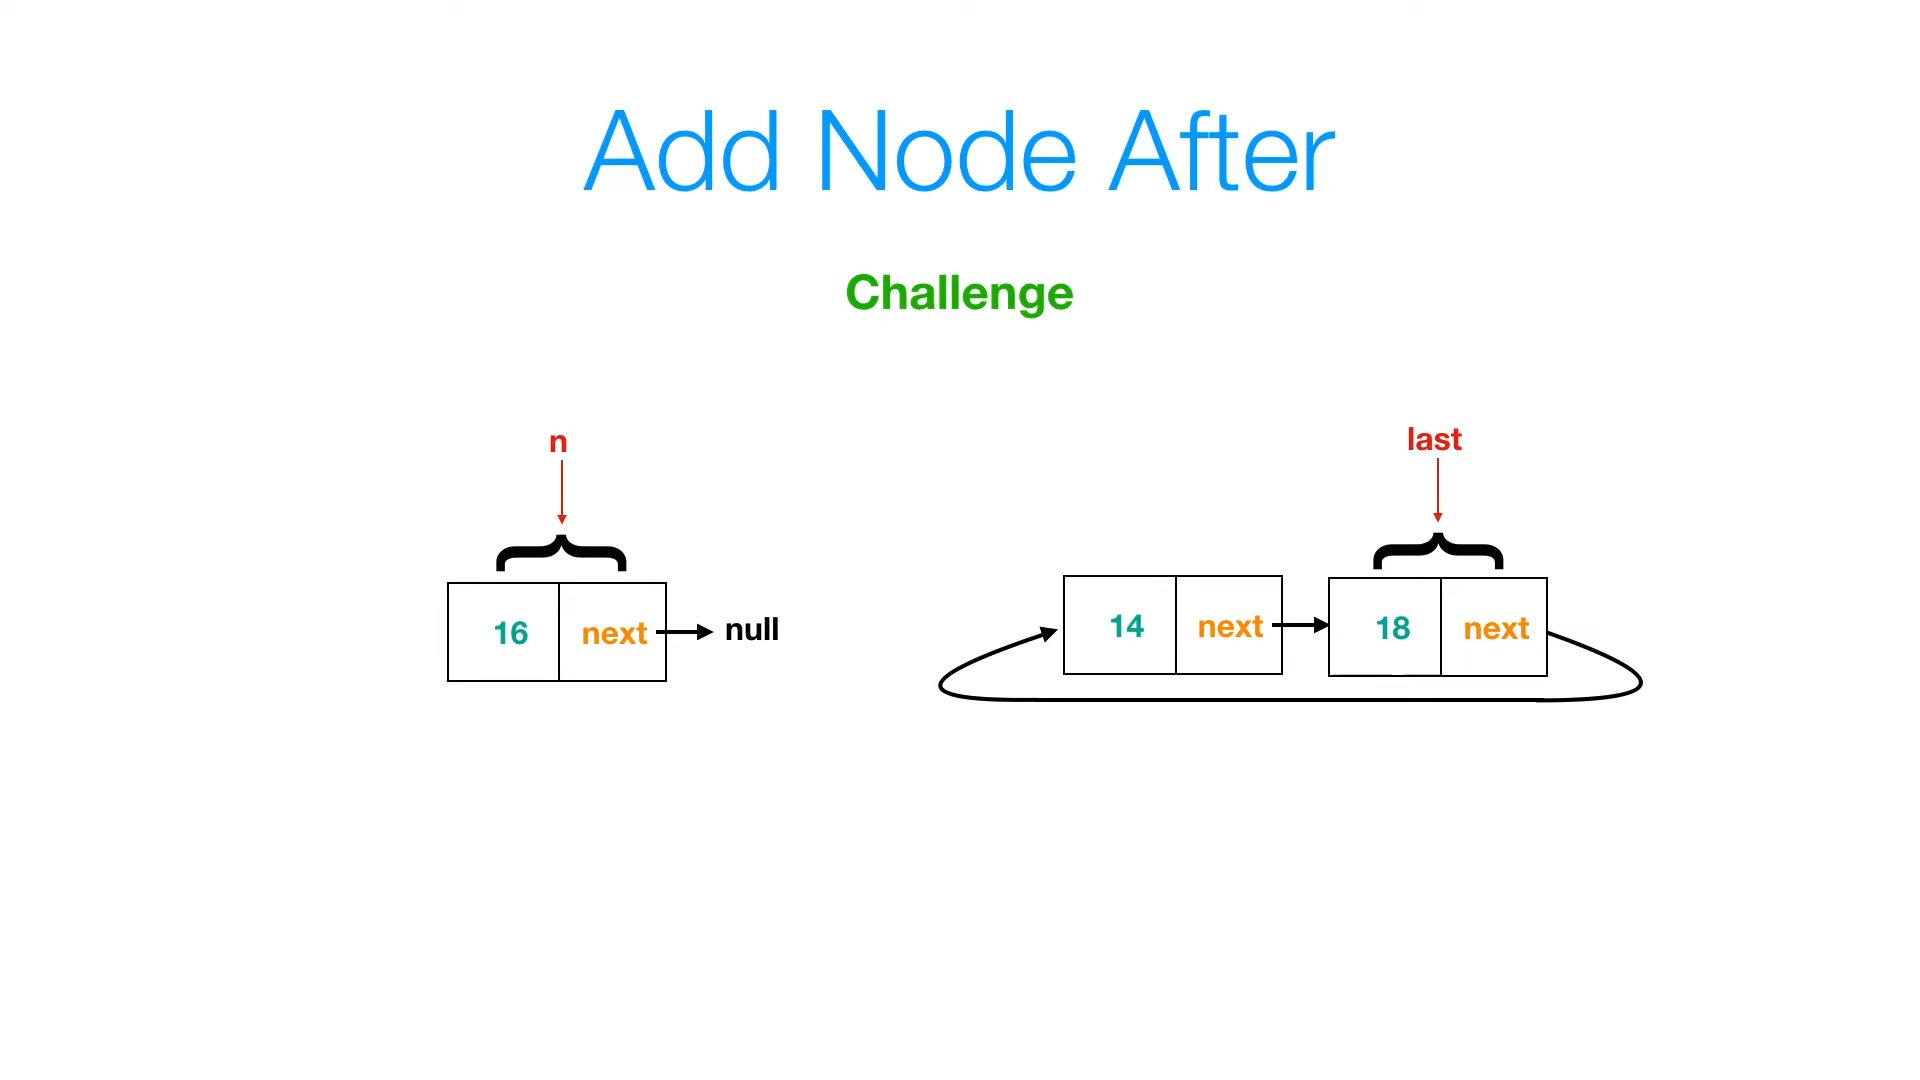 Add Node After
Challenge
n
last
16 next null
14 next 18 next